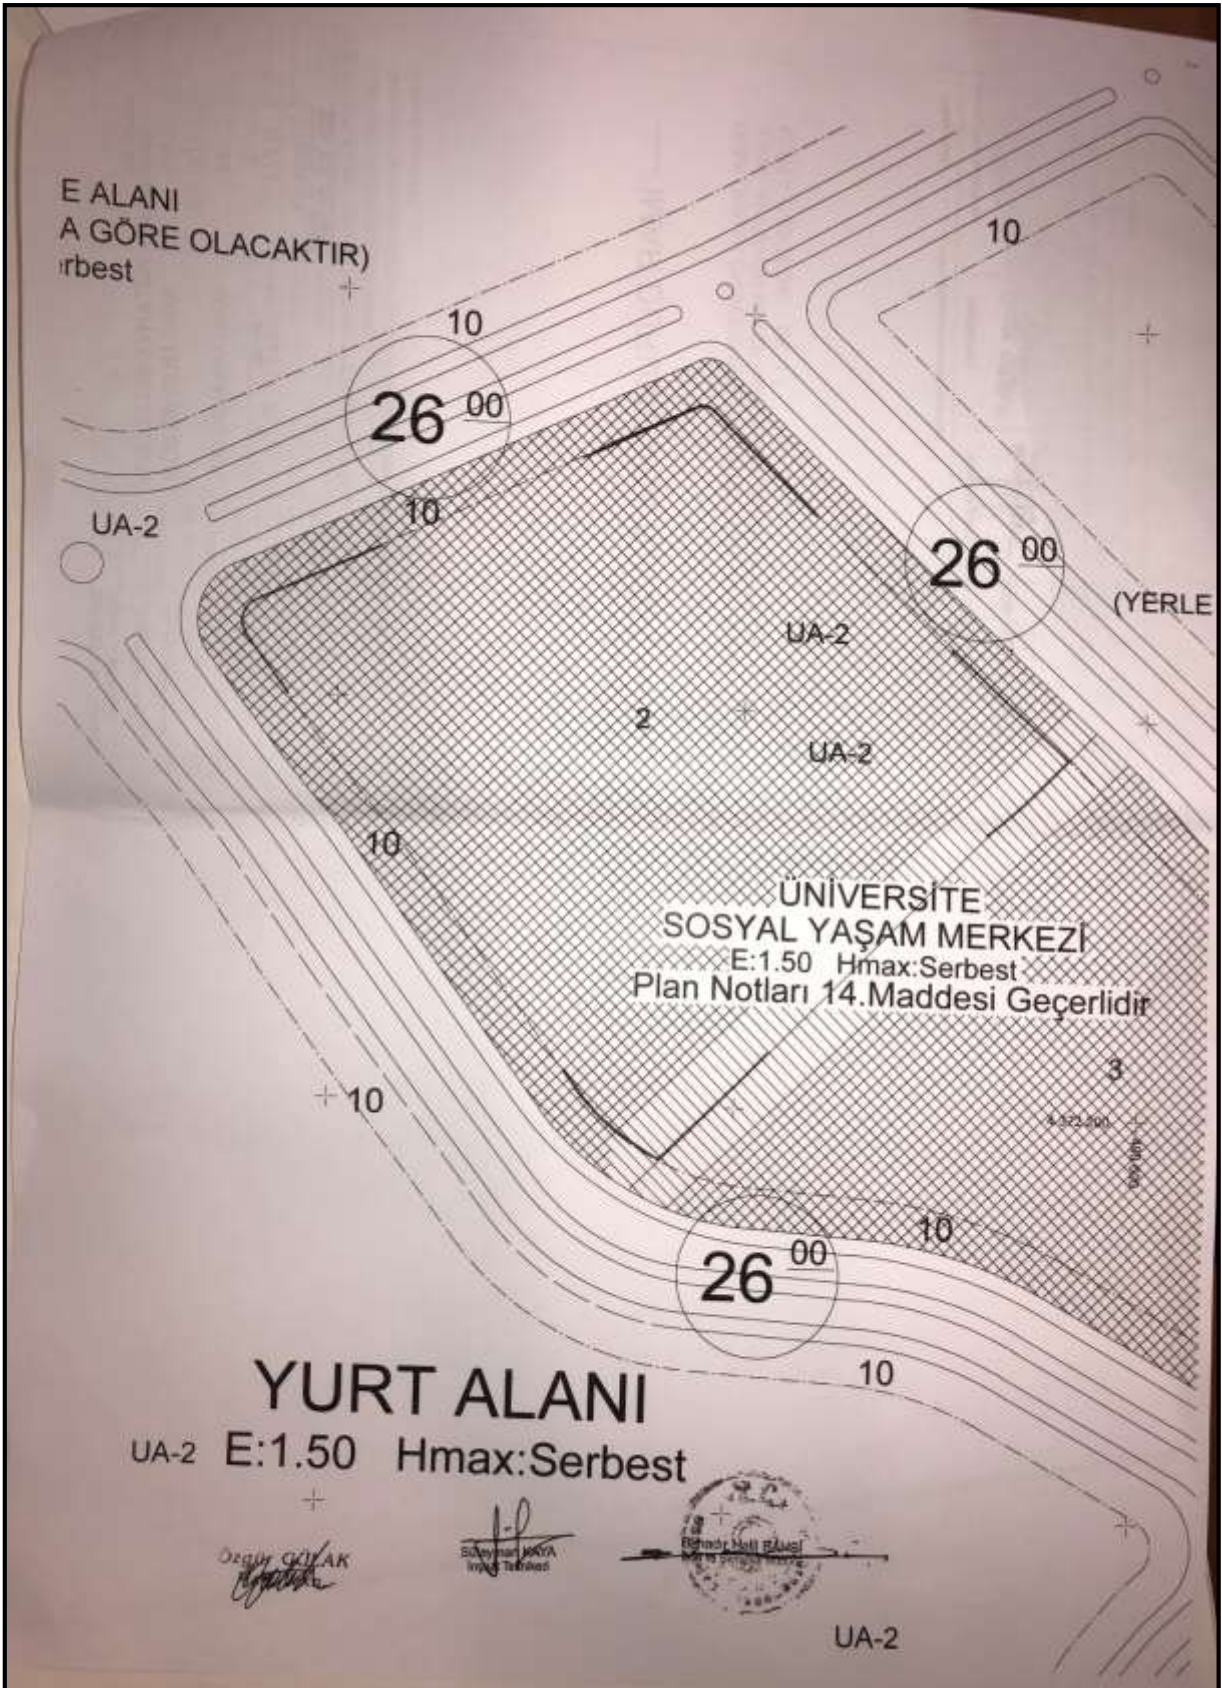 E ALANI
A GÖRE OLACAKTIR)
rbest
10
10
26 00
10
UA-2
26 00
(YERLE
UA-2
2
UA-2
10
ÜNİVERSİTE
SOSYAL YAŞAM MERKEZİ
E:1.50 Hmax:Serbest
Plan Notları 14.Maddesi Geçerlidir
3
10
10
26 00
10
YURT ALANI
UA-2 E:1.50 Hmax:Serbest
Süleyman KAYA
UA-2